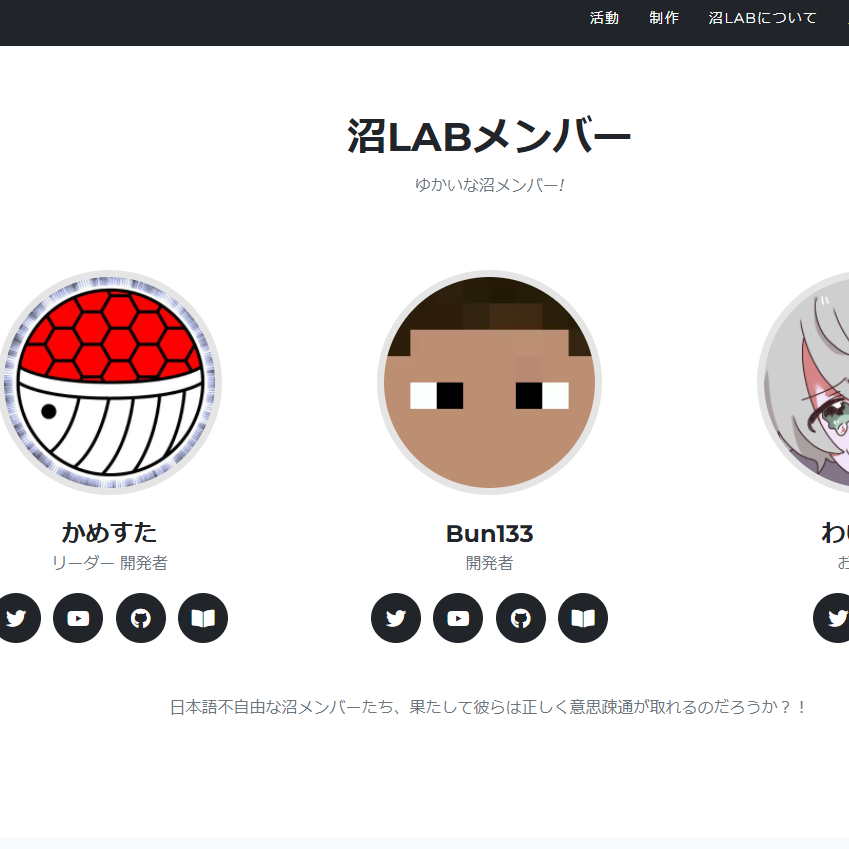 活動 制作 沼LABについて
沼LABメンバー
ゆかいな沼メンバー!
かめすた Bun133
リーダー 開発者 開発者
日本語不自由な沼メンバーたち、果たして彼らは正しく意思疎通が取れるのだろうか？！